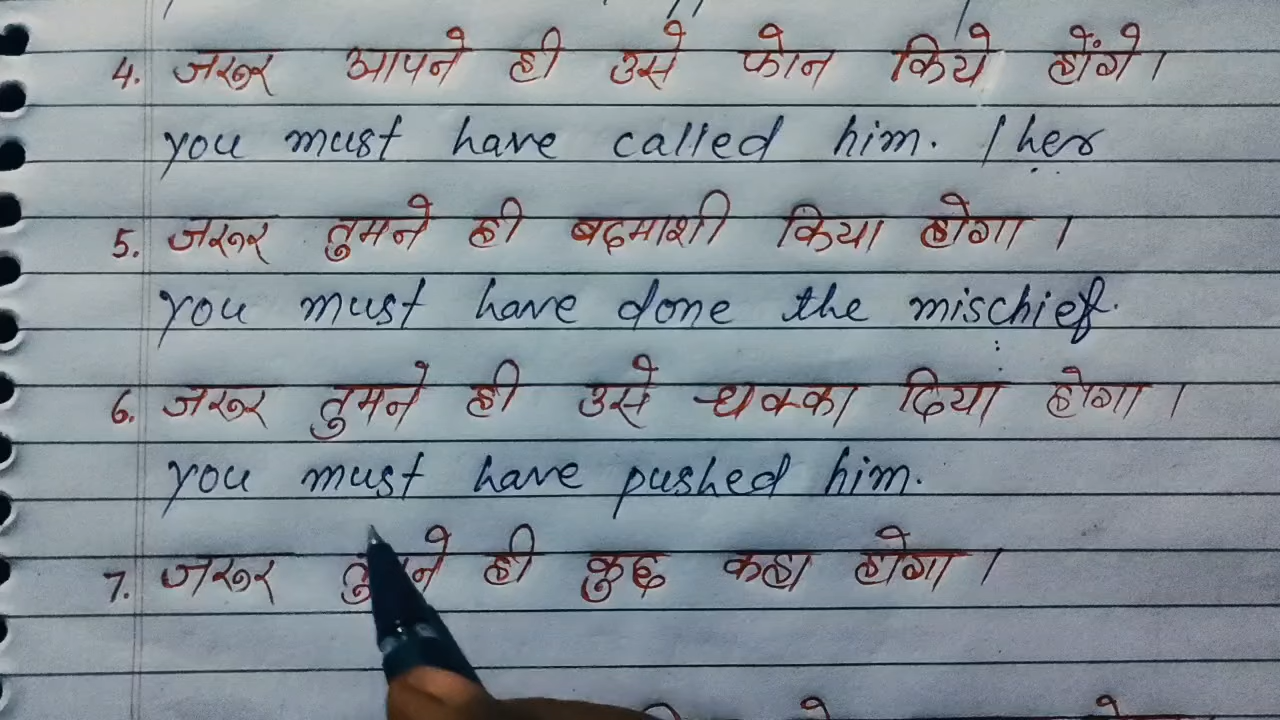 4. जरूर आपने ही उसे फोन किये होंगे।
you must have called him. / her
5. जरूर तुमने ही बदमाशी किया होगा।
you must have done the mischief.
6. जरूर तुमने ही उसे धक्का दिया होगा।
you must have pushed him.
7. जरूर तुमने ही कुछ कहा होगा।